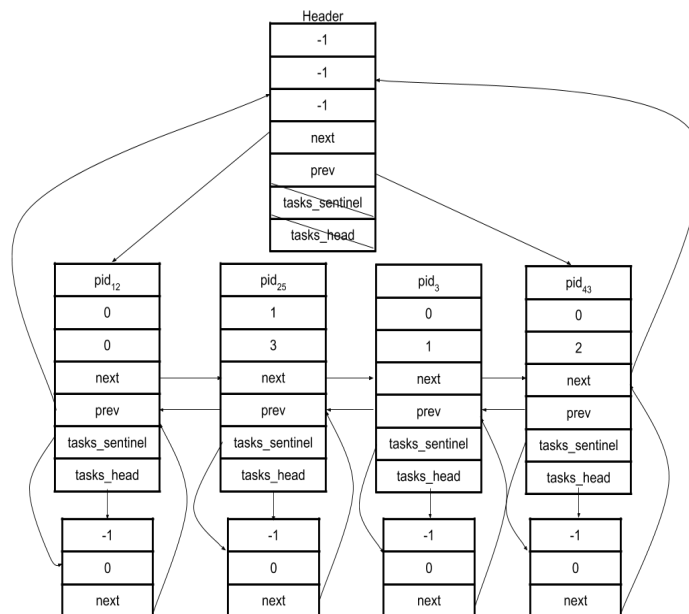 Header
-1
-1
-1
next
prev
tasks_sentinel
tasks_head
pid12
0
0
next
prev
tasks_sentinel
tasks_head
pid25
1
3
next
prev
tasks_sentinel
tasks_head
pid3
0
1
next
prev
tasks_sentinel
tasks_head
pid43
0
2
next
prev
tasks_sentinel
tasks_head
-1
0
next
-1
0
next
-1
0
next
-1
0
next